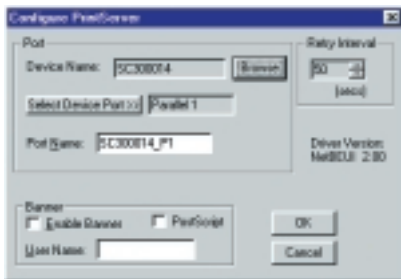 Configure PrintServer
Port
Device Name: SC300014 Browse
Select Device Port >> Parallel 1
Port Name: SC300014_P1
Retry Interval
60
(secs)
Driver Version:
NetBEUI 2.00
Banner
Enable Banner PostScript
User Name:
OK
Cancel